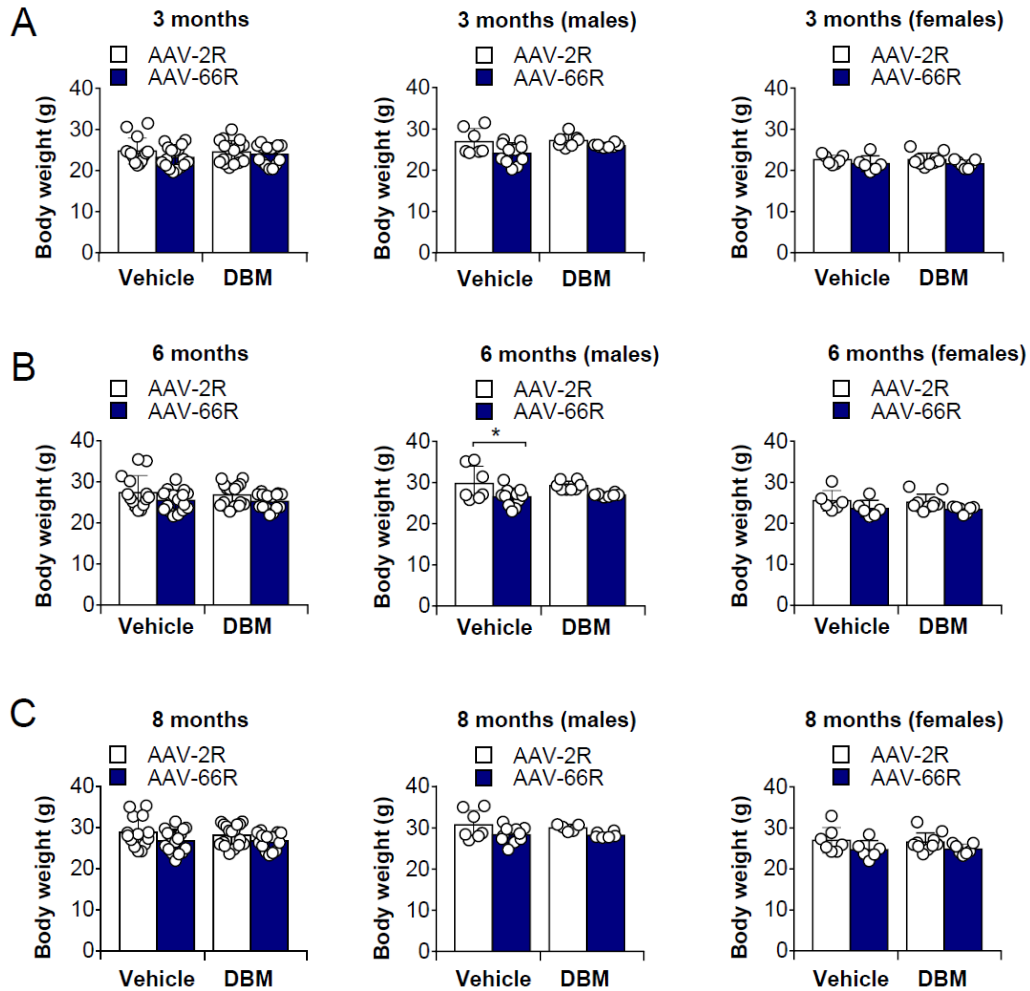 A
3 months
AAV-2R
AAV-66R
Body weight (g)
40
30
20
10
0
Vehicle DBM
3 months (males)
AAV-2R
AAV-66R
Body weight (g)
40
30
20
10
0
Vehicle DBM
3 months (females)
AAV-2R
AAV-66R
Body weight (g)
40
30
20
10
0
Vehicle DBM
B
6 months
AAV-2R
AAV-66R
Body weight (g)
40
30
20
10
0
Vehicle DBM
6 months (males)
AAV-2R
AAV-66R
*
Body weight (g)
40
30
20
10
0
Vehicle DBM
6 months (females)
AAV-2R
AAV-66R
Body weight (g)
40
30
20
10
0
Vehicle DBM
C
8 months
AAV-2R
AAV-66R
Body weight (g)
40
30
20
10
0
Vehicle DBM
8 months (males)
AAV-2R
AAV-66R
Body weight (g)
40
30
20
10
0
Vehicle DBM
8 months (females)
AAV-2R
AAV-66R
Body weight (g)
40
30
20
10
0
Vehicle DBM